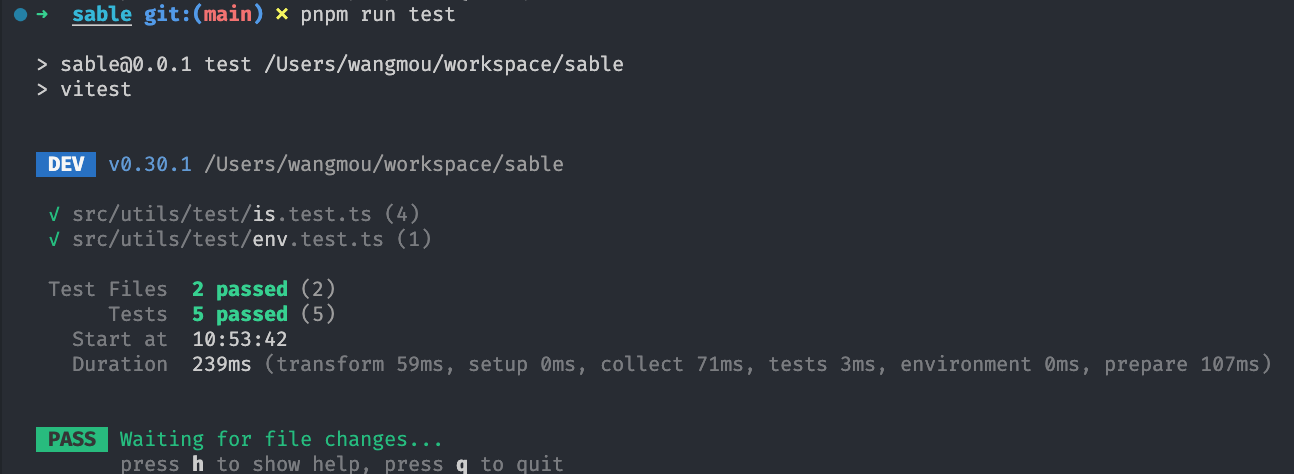 ➜ sable git:(main) ✗ pnpm run test
> sable@0.0.1 test /Users/wangmou/workspace/sable
> vitest
DEV v0.30.1 /Users/wangmou/workspace/sable
√ src/utils/test/is.test.ts (4)
√ src/utils/test/env.test.ts (1)
Test Files 2 passed (2)
Tests 5 passed (5)
Start at 10:53:42
Duration 239ms (transform 59ms, setup 0ms, collect 71ms, tests 3ms, environment 0ms, prepare 107ms)
PASS Waiting for file changes...
press h to show help, press q to quit